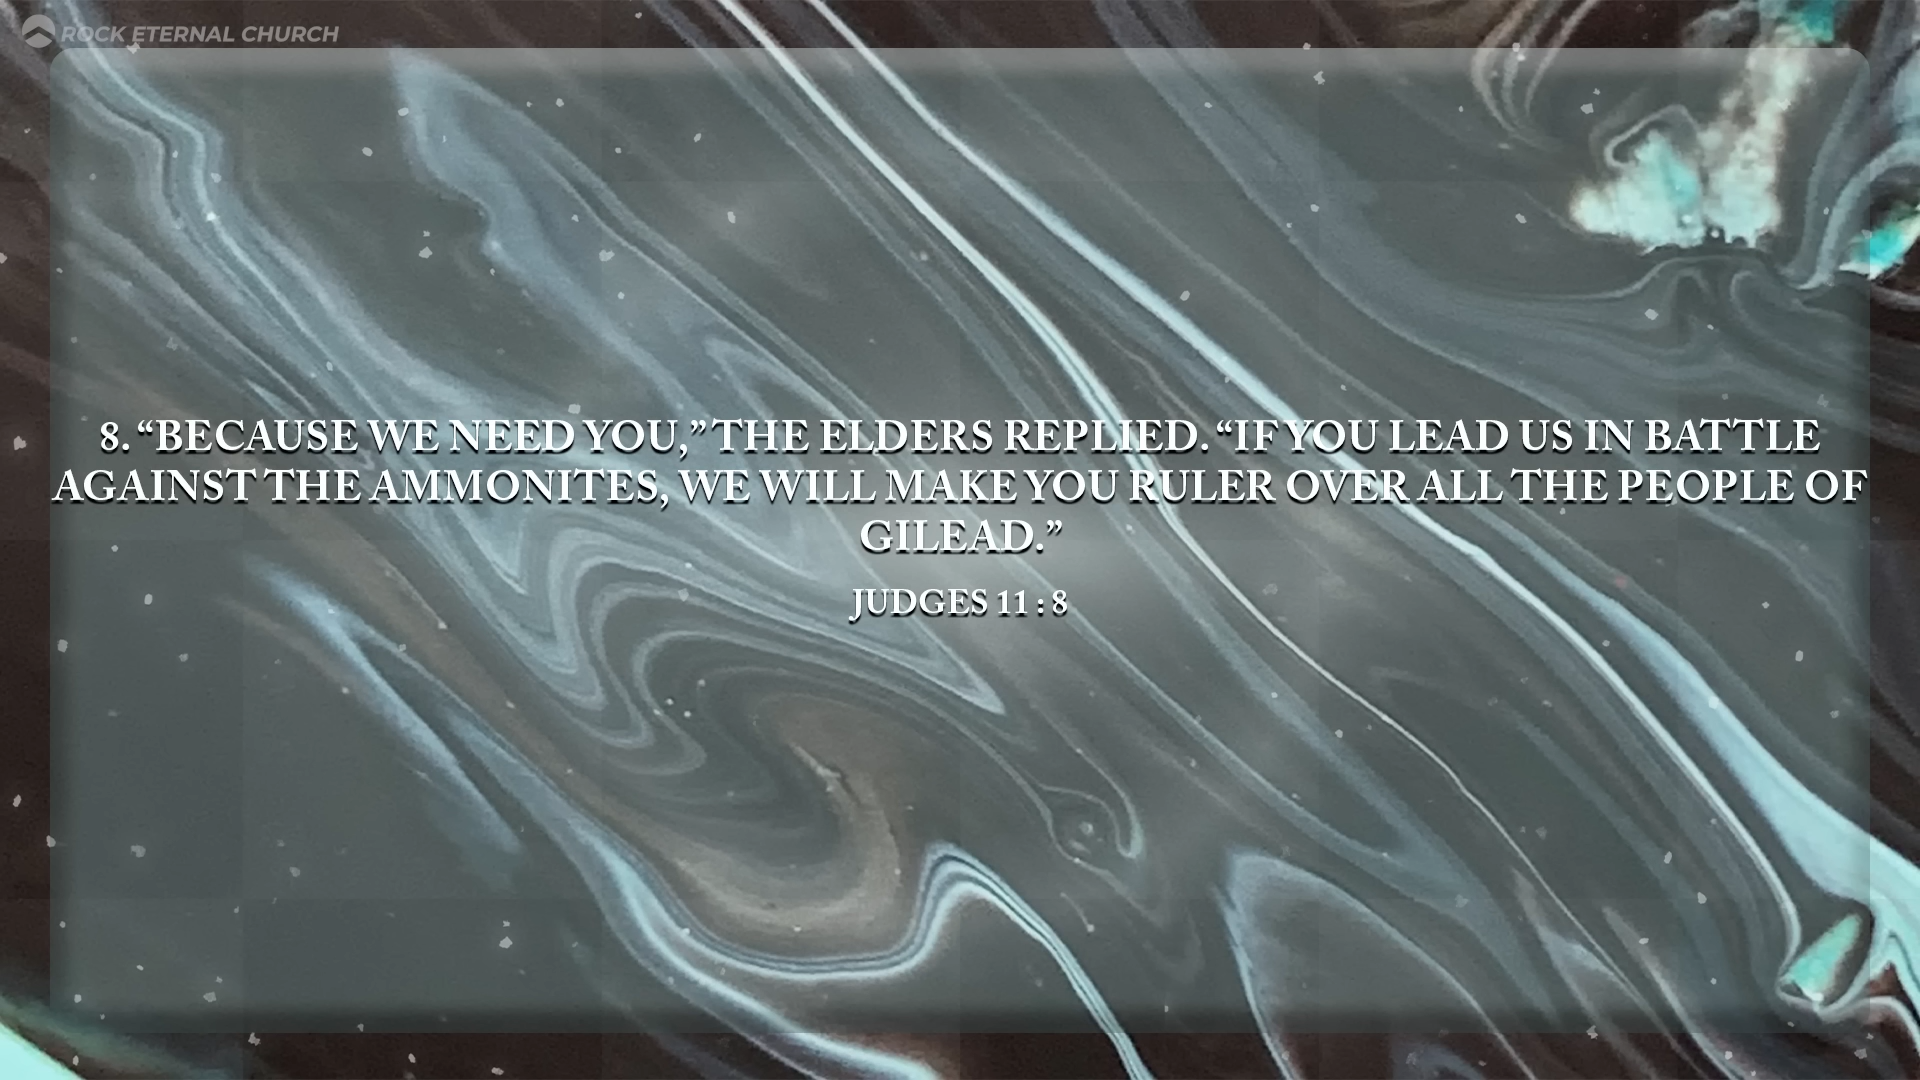 ROCK ETERNAL CHURCH
8. “BECAUSE WE NEED YOU,” THE ELDERS REPLIED. “IF YOU LEAD US IN BATTLE
AGAINST THE AMMONITES, WE WILL MAKE YOU RULER OVER ALL THE PEOPLE OF
GILEAD.”
JUDGES 11 : 8